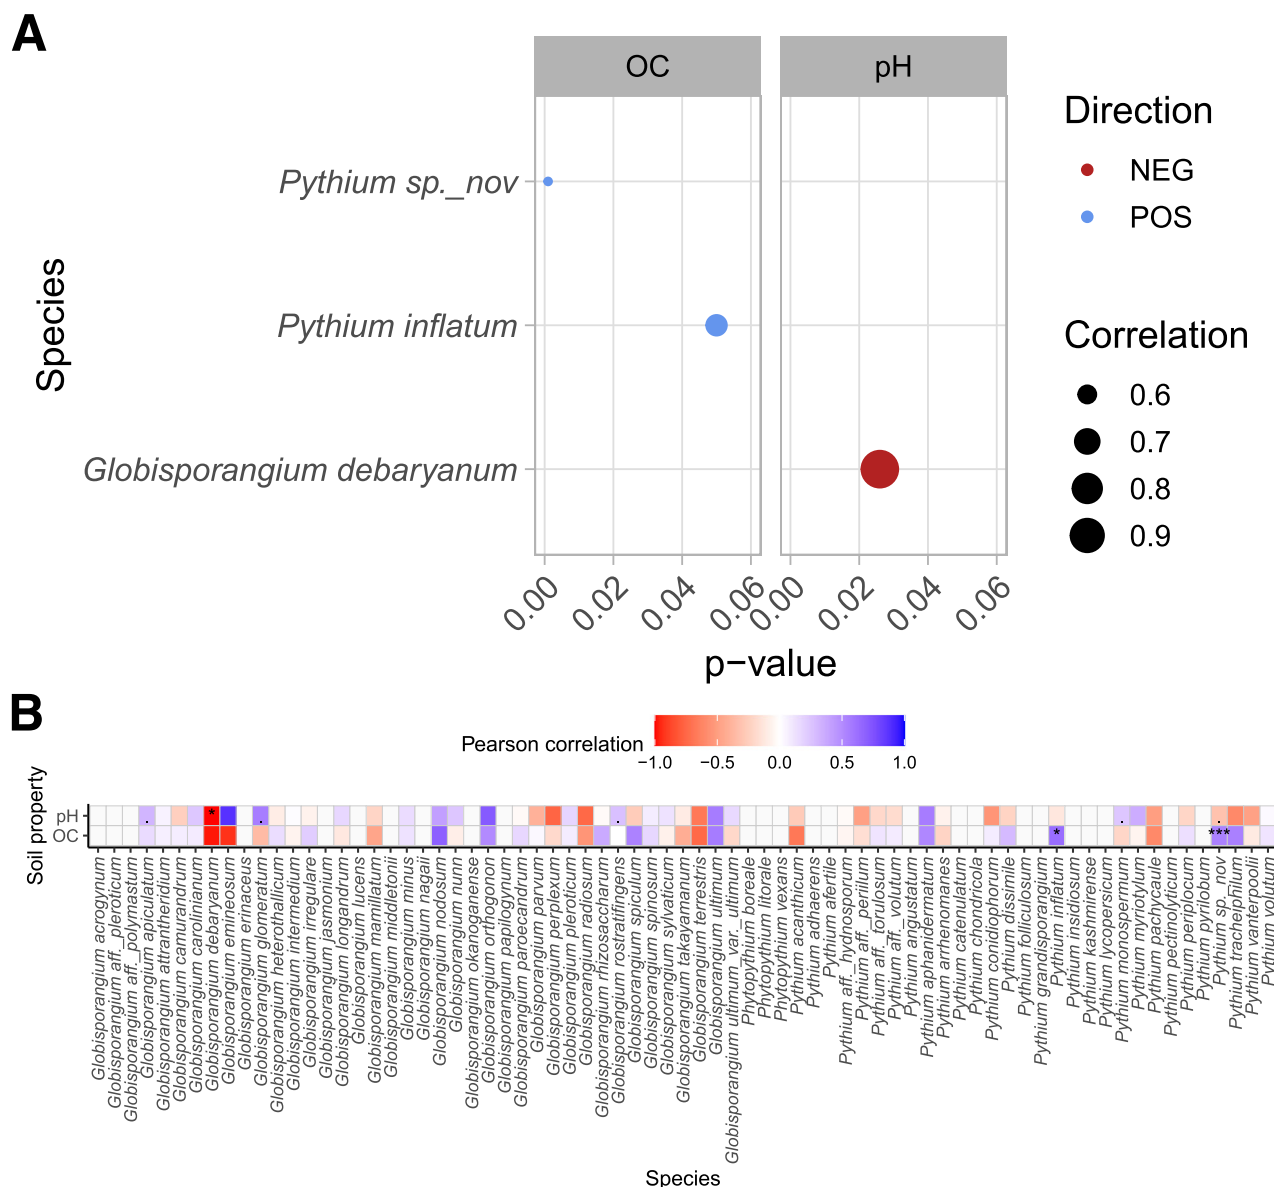 A
OC
pH
Direction
NEG
POS
Pythium sp._nov
Pythium inflatum
Globisporangium debaryanum
Species
Correlation
0.6
0.7
0.8
0.9
0.00 0.02 0.04 0.06 0.00 0.02 0.04 0.06
p−value
B
Pearson correlation
−1.0 −0.5 0.0 0.5 1.0
Soil property
pH
OC
*
. . . . .
* ***
Globisporangium acrogynum
Globisporangium aff._pleroticum
Globisporangium aff._polymastum
Globisporangium apiculatum
Globisporangium attrantheridium
Globisporangium camurandrum
Globisporangium carolinianum
Globisporangium debaryanum
Globisporangium emineosum
Globisporangium erinaceus
Globisporangium glomeratum
Globisporangium heterothallicum
Globisporangium intermedium
Globisporangium irregulare
Globisporangium jasmonium
Globisporangium longandrum
Globisporangium lucens
Globisporangium mamillatum
Globisporangium middletonii
Globisporangium minus
Globisporangium nagaii
Globisporangium nodosum
Globisporangium nunn
Globisporangium okanoganense
Globisporangium orthogonon
Globisporangium papilogynum
Globisporangium paroecandrum
Globisporangium parvum
Globisporangium perplexum
Globisporangium pleroticum
Globisporangium radiosum
Globisporangium rhizosaccharum
Globisporangium rostratifingens
Globisporangium spiculum
Globisporangium spinosum
Globisporangium sylvaticum
Globisporangium takayamanum
Globisporangium terrestris
Globisporangium ultimum
Globisporangium ultimum_var._ultimum
Phytopythium boreale
Phytopythium litorale
Phytopythium vexans
Pythium acanthicum
Pythium adhaerens
Pythium afertile
Pythium aff._hydnosporum
Pythium aff._perillum
Pythium aff._torulosum
Pythium aff._volutum
Pythium angustatum
Pythium aphanidermatum
Pythium arrhenomanes
Pythium catenulatum
Pythium chondricola
Pythium conidiophorum
Pythium dissimile
Pythium folliculosum
Pythium grandisporangium
Pythium inflatum
Pythium insidiosum
Pythium kashmirense
Pythium lycopersicum
Pythium monospermum
Pythium myriotylum
Pythium pachycaule
Pythium pectinolyticum
Pythium periplocum
Pythium pyrilobum
Pythium sp._nov
Pythium tracheiphilum
Pythium vanterpoolii
Pythium volutum
Species